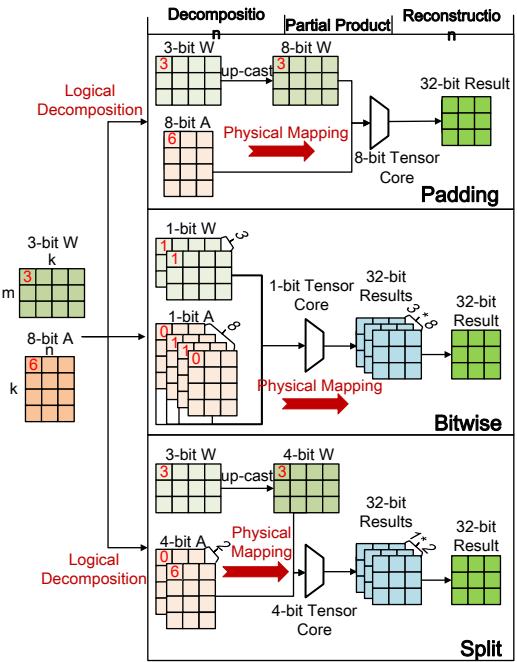 Decompositio
n
Partial Product
Reconstructio
n
3-bit W
3
up-cast
8-bit W
3
32-bit Result
Logical
Decomposition
8-bit A
6
Physical Mapping
8-bit Tensor
Core
Padding
3-bit W
k
m
3
8-bit A
n
k
6
1-bit W
3
1
1
1-bit A
8
0
1
1
0
1-bit Tensor
Core
32-bit
Results
3*8
32-bit
Result
Physical Mapping
Bitwise
Logical
Decomposition
3-bit W
3
up-cast
4-bit W
3
4-bit A
2
0
6
Physical
Mapping
4-bit Tensor
Core
32-bit
Results
1*2
32-bit
Result
Split